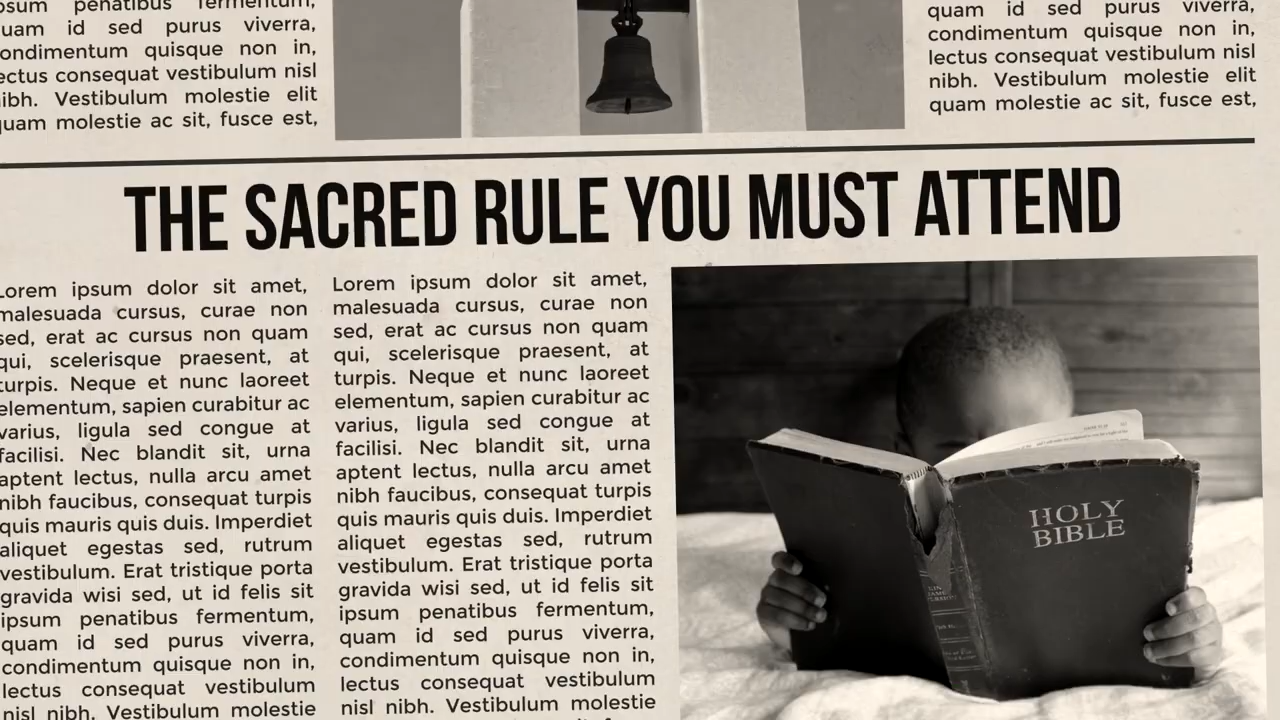 psum penatibus fermentum,
quam id sed purus viverra,
condimentum quisque non in,
lectus consequat vestibulum nisl
nibh. Vestibulum molestie elit
quam molestie ac sit, fusce est,
quam id sed purus viverra,
condimentum quisque non in,
lectus consequat vestibulum nisl
nibh. Vestibulum molestie elit
quam molestie ac sit, fusce est,
THE SACRED RULE YOU MUST ATTEND
Lorem ipsum dolor sit amet,
malesuada cursus, curae non
sed, erat ac cursus non quam
qui, scelerisque praesent, at
turpis. Neque et nunc laoreet
elementum, sapien curabitur ac
varius, ligula sed congue at
facilisi. Nec blandit sit, urna
aptent lectus, nulla arcu amet
nibh faucibus, consequat turpis
quis mauris quis duis. Imperdiet
aliquet egestas sed, rutrum
vestibulum. Erat tristique porta
gravida wisi sed, ut id felis sit
ipsum penatibus fermentum,
quam id sed purus viverra,
condimentum quisque non in,
lectus consequat vestibulum
nisl nibh. Vestibulum molestie
Lorem ipsum dolor sit amet,
malesuada cursus, curae non
sed, erat ac cursus non quam
qui, scelerisque praesent, at
turpis. Neque et nunc laoreet
elementum, sapien curabitur ac
varius, ligula sed congue at
facilisi. Nec blandit sit, urna
aptent lectus, nulla arcu amet
nibh faucibus, consequat turpis
quis mauris quis duis. Imperdiet
aliquet egestas sed, rutrum
vestibulum. Erat tristique porta
gravida wisi sed, ut id felis sit
ipsum penatibus fermentum,
quam id sed purus viverra,
condimentum quisque non in,
lectus consequat vestibulum
nisl nibh. Vestibulum molestie
HOLY
BIBLE